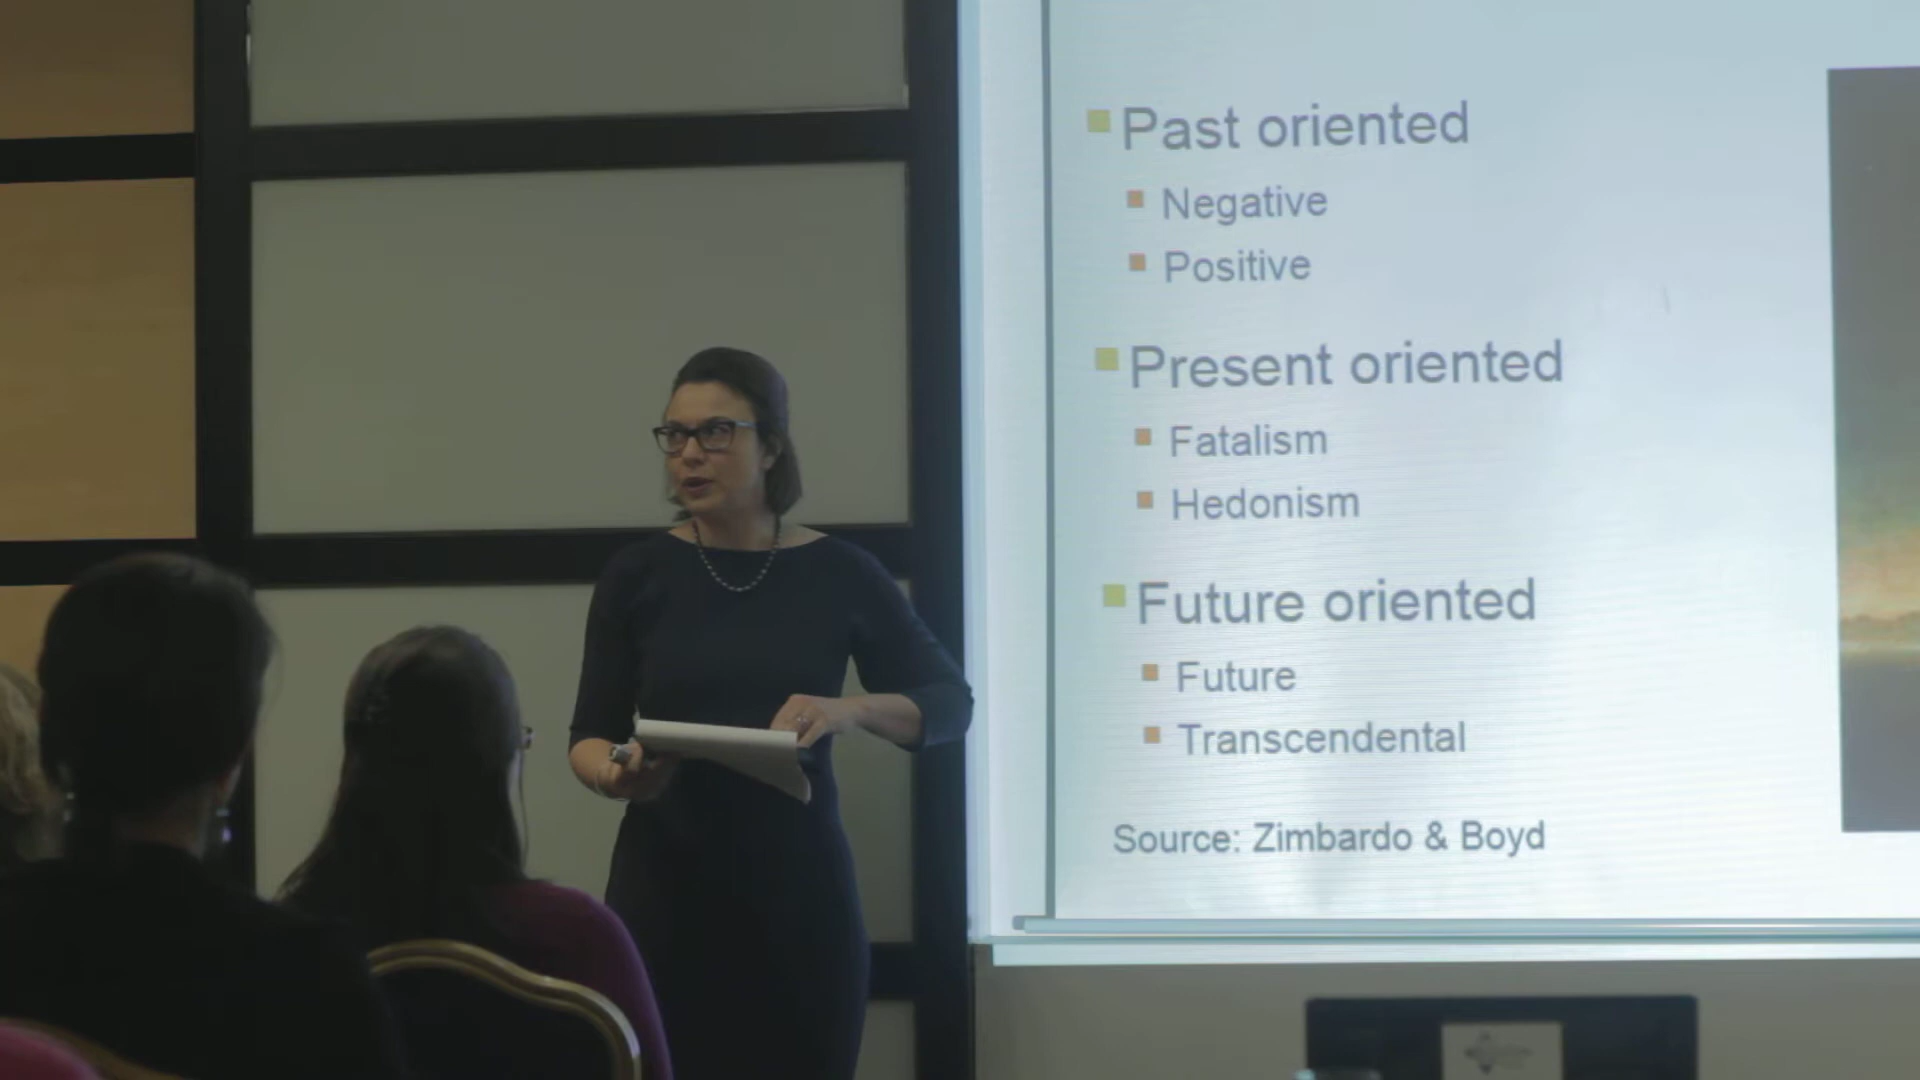 Past oriented
Negative
Positive
Present oriented
Fatalism
Hedonism
Future oriented
Future
Transcendental
Source: Zimbardo & Boyd